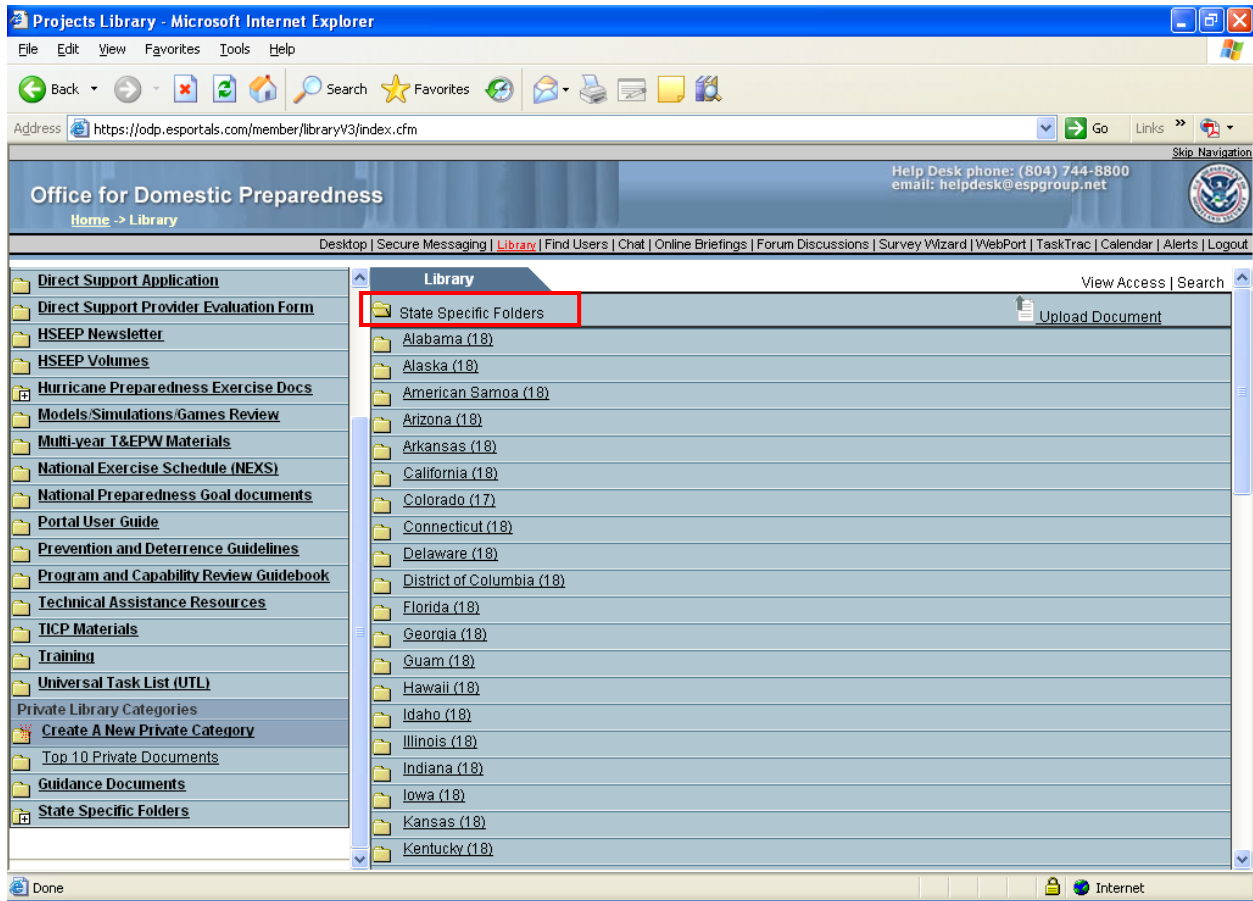 Projects Library - Microsoft Internet Explorer
File Edit View Favorites Tools Help
Back Search Favorites
Address https://odp.esportals.com/member/libraryV3/index.cfm Go Links »
Skip Navigation
Help Desk phone: (804) 744-8800
email: helpdesk@espgroup.net
Office for Domestic Preparedness
Home -> Library
Desktop | Secure Messaging | Library | Find Users | Chat | Online Briefings | Forum Discussions | Survey Wizard | WebPort | TaskTrac | Calendar | Alerts | Logout
Direct Support Application
Direct Support Provider Evaluation Form
HSEEP Newsletter
HSEEP Volumes
Hurricane Preparedness Exercise Docs
Models/Simulations/Games Review
Multi-year T&EPW Materials
National Exercise Schedule (NEXS)
National Preparedness Goal documents
Portal User Guide
Prevention and Deterrence Guidelines
Program and Capability Review Guidebook
Technical Assistance Resources
TICP Materials
Training
Universal Task List (UTL)
Private Library Categories
Create A New Private Category
Top 10 Private Documents
Guidance Documents
State Specific Folders
Library
View Access | Search
State Specific Folders
Upload Document
Alabama (18)
Alaska (18)
American Samoa (18)
Arizona (18)
Arkansas (18)
California (18)
Colorado (17)
Connecticut (18)
Delaware (18)
District of Columbia (18)
Florida (18)
Georgia (18)
Guam (18)
Hawaii (18)
Idaho (18)
Illinois (18)
Indiana (18)
Iowa (18)
Kansas (18)
Kentucky (18)
Done
Internet